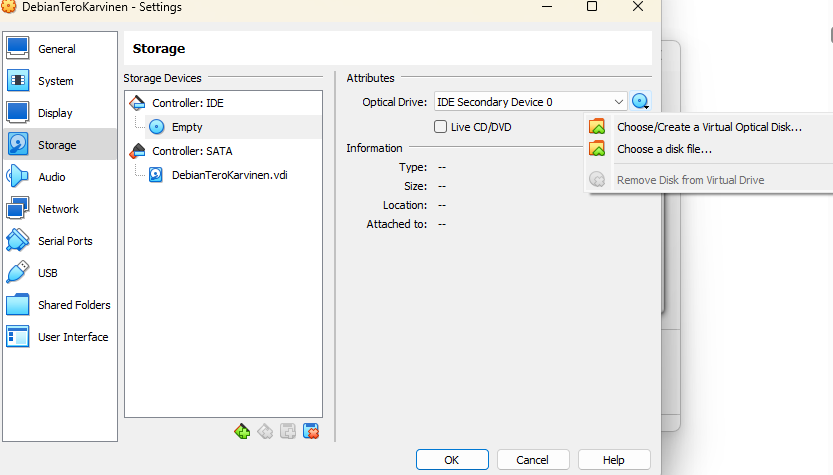 DebianTeroKarvinen - Settings
General
System
Display
Storage
Audio
Network
Serial Ports
USB
Shared Folders
User Interface
Storage
Storage Devices
Controller: IDE
Empty
Controller: SATA
DebianTeroKarvinen.vdi
Attributes
Optical Drive: IDE Secondary Device 0
Live CD/DVD
Information
Type: --
Size: --
Location: --
Attached to: --
Choose/Create a Virtual Optical Disk...
Choose a disk file...
Remove Disk from Virtual Drive
OK Cancel Help